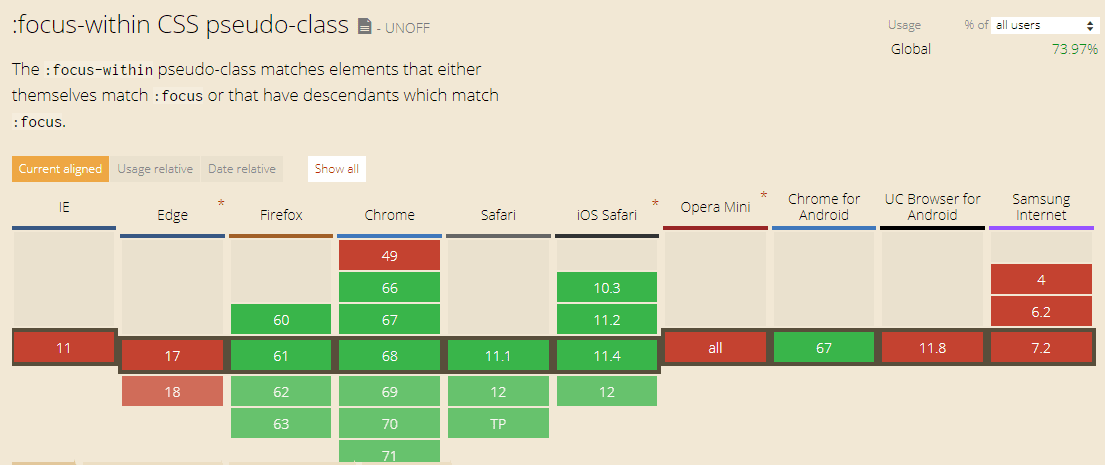 :focus-within CSS pseudo-class - UNOFF
Usage % of all users
Global 73.97%
The :focus-within pseudo-class matches elements that either
themselves match :focus or that have descendants which match
:focus.
Current aligned Usage relative Date relative Show all
IE Edge * Firefox Chrome Safari iOS Safari * Opera Mini * Chrome for Android UC Browser for Android Samsung Internet
49
66 10.3 4
60 67 11.2 6.2
11 17 61 68 11.1 11.4 all 67 11.8 7.2
18 62 69 12 12
63 70 TP
71